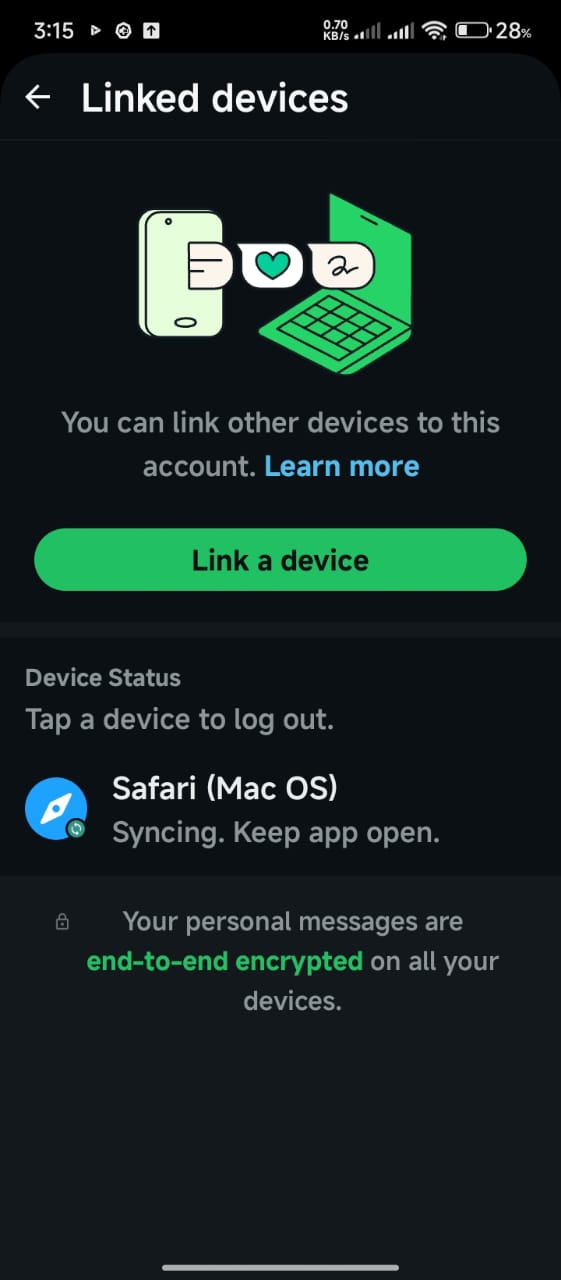 3:15 0.70 KB/s 28%
Linked devices
You can link other devices to this
account. Learn more
Link a device
Device Status
Tap a device to log out.
Safari (Mac OS)
Syncing. Keep app open.
Your personal messages are
end-to-end encrypted on all your
devices.